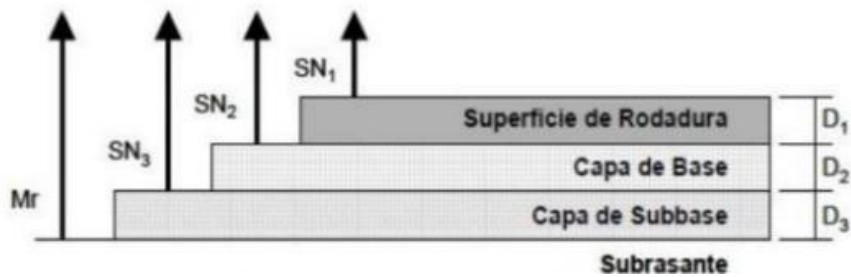 SN₁
SN₂
Superficie de Rodadura D₁
SN₃
Capa de Base D₂
Mr
Capa de Subbase D₃
Subrasante